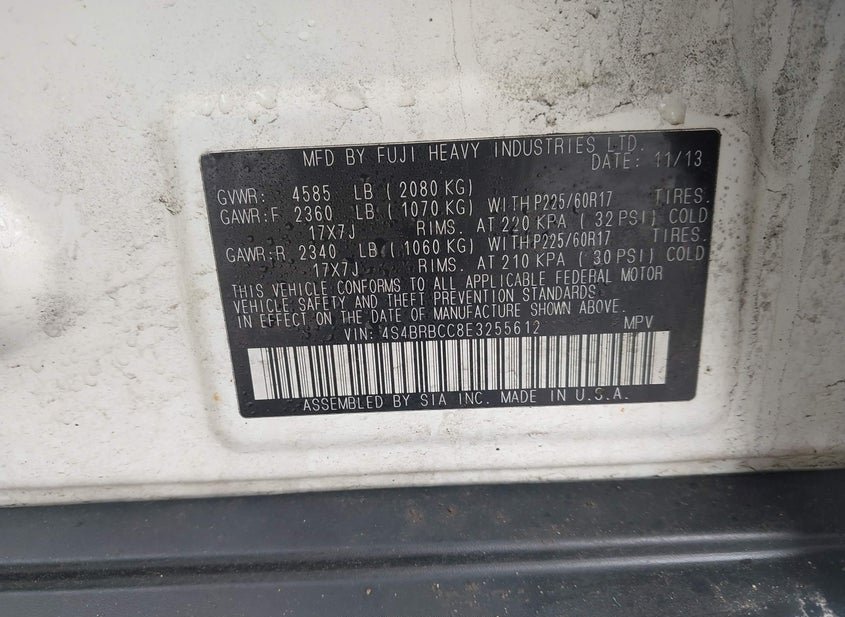 MFD BY FUJI HEAVY INDUSTRIES LTD.
DATE: 11/13
GVWR: 4585 LB (2080 KG)
GAWR:F 2360 LB (1070 KG) WITH P225/60R17 TIRES.
17X7J RIMS. AT 220 KPA (32 PSI) COLD
GAWR:R 2340 LB (1060 KG) WITH P225/60R17 TIRES.
17X7J RIMS. AT 210 KPA (30 PSI) COLD
THIS VEHICLE CONFORMS TO ALL APPLICABLE FEDERAL MOTOR
VEHICLE SAFETY AND THEFT PREVENTION STANDARDS
IN EFFECT ON THE DATE OF MANUFACTURE SHOWN ABOVE.
VIN: 4S4BRBCC8E3255612 MPV
ASSEMBLED BY SIA INC. MADE IN U.S.A.